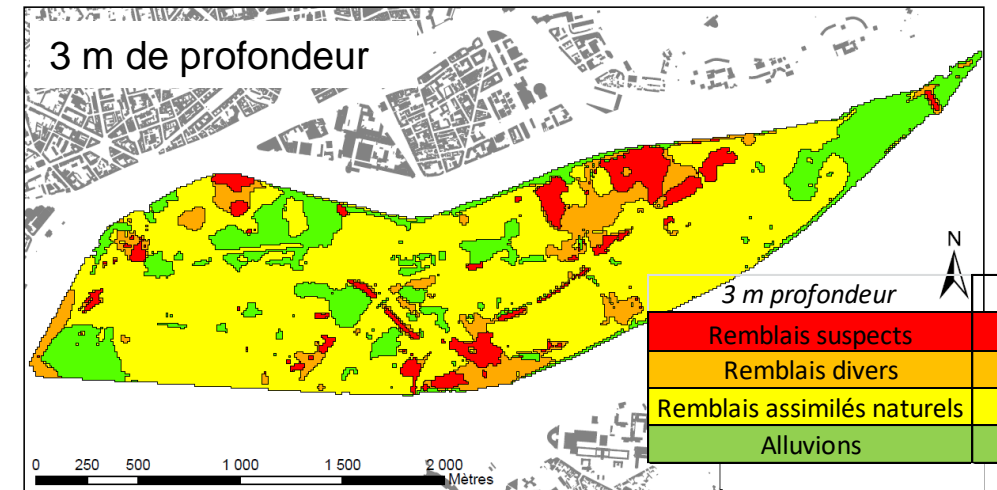 3 m de profondeur
N
3 m profondeur
Remblais suspects
Remblais divers
Remblais assimilés naturels
Alluvions
0 250 500 1 000 1 500 2 000
Mètres